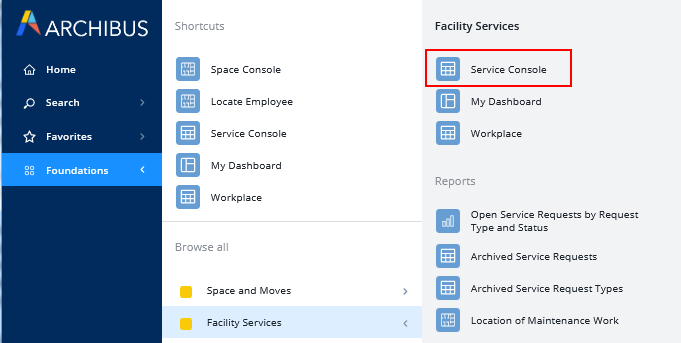 ARCHIBUS
Home
Search
Favorites
Foundations
Shortcuts
Space Console
Locate Employee
Service Console
My Dashboard
Workplace
Browse all
Space and Moves
Facility Services
Facility Services
Service Console
My Dashboard
Workplace
Reports
Open Service Requests by Request
Type and Status
Archived Service Requests
Archived Service Request Types
Location of Maintenance Work